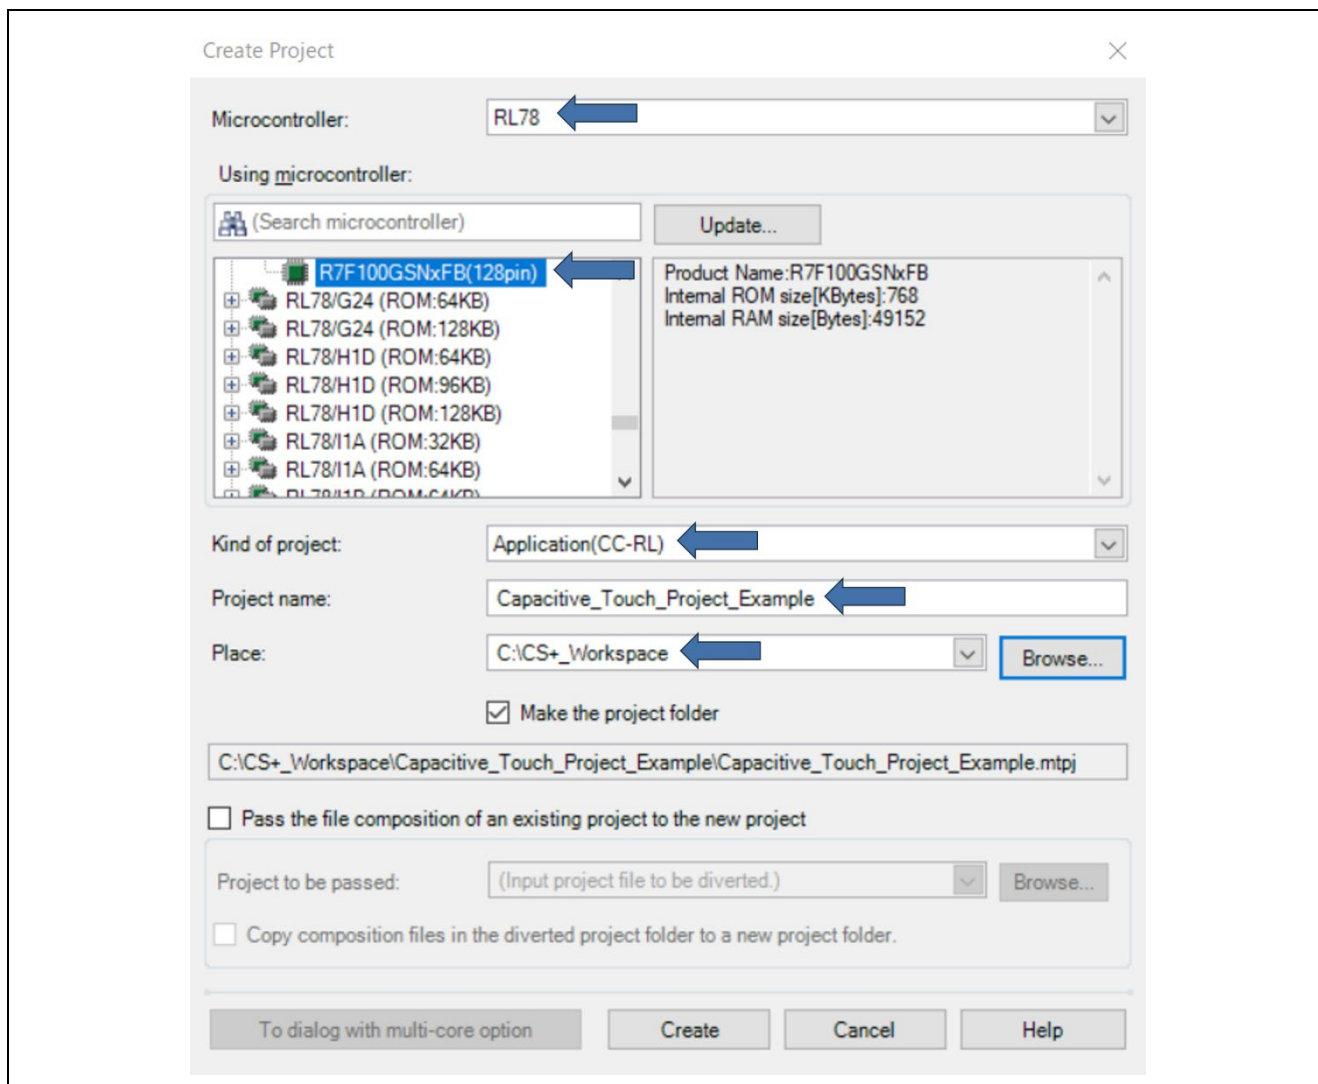 Create Project
Microcontroller:
RL78
Using microcontroller:
(Search microcontroller)
Update...
R7F100GSNxFB(128pin)
RL78/G24 (ROM:64KB)
RL78/G24 (ROM:128KB)
RL78/H1D (ROM:64KB)
RL78/H1D (ROM:96KB)
RL78/H1D (ROM:128KB)
RL78/I1A (ROM:32KB)
RL78/I1A (ROM:64KB)
RL78/I1B (ROM:64KB)
Product Name:R7F100GSNxFB
Internal ROM size[KBytes]:768
Internal RAM size[Bytes]:49152
Kind of project:
Application(CC-RL)
Project name:
Capacitive_Touch_Project_Example
Place:
C:\CS+_Workspace
Browse...
Make the project folder
C:\CS+_Workspace\Capacitive_Touch_Project_Example\Capacitive_Touch_Project_Example.mtpj
Pass the file composition of an existing project to the new project
Project to be passed:
(Input project file to be diverted.)
Browse...
Copy composition files in the diverted project folder to a new project folder.
To dialog with multi-core option
Create
Cancel
Help